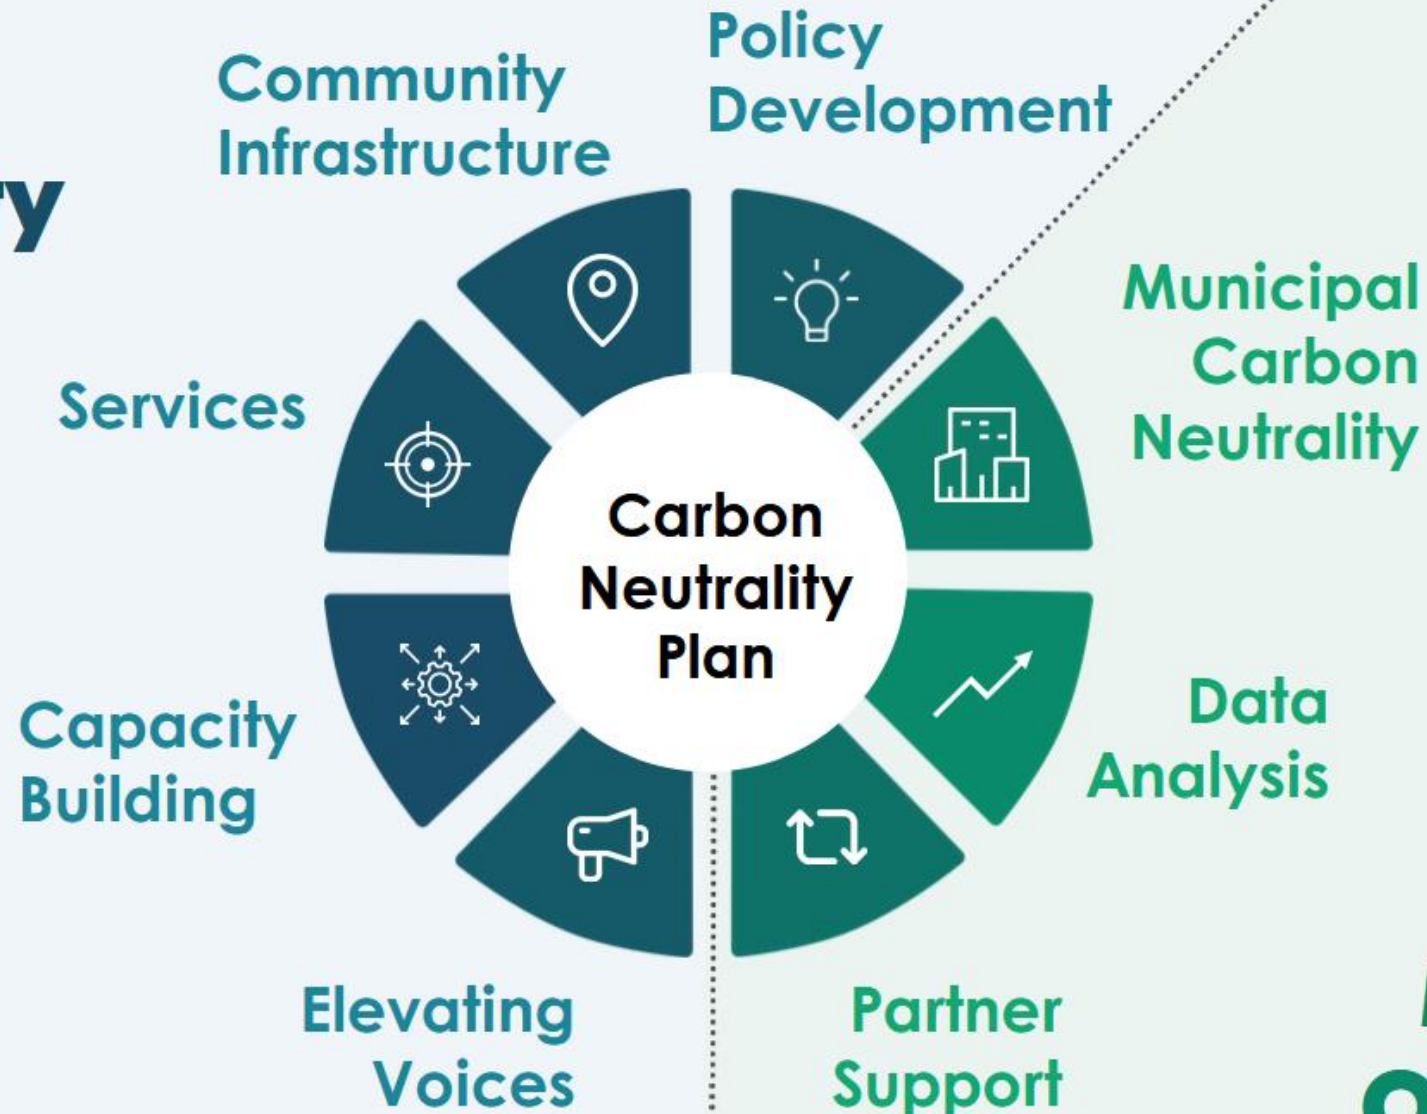 Policy
Development
Community
Infrastructure
Municipal
Carbon
Neutrality
Services
Carbon
Neutrality
Plan
Data
Analysis
Capacity
Building
Elevating
Voices
Partner
Support